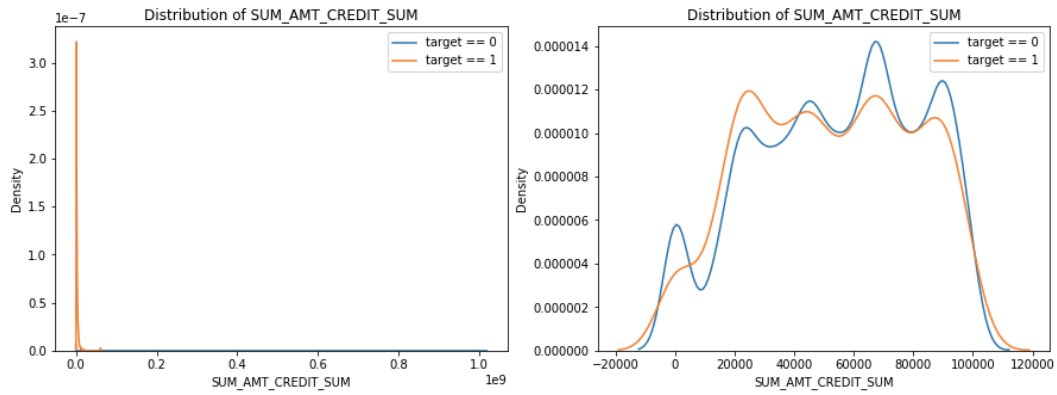 Distribution of SUM_AMT_CREDIT_SUM
1e-7
target == 0
target == 1
3.0
2.5
2.0
1.5
1.0
0.5
0.0
Density
0.0 0.2 0.4 0.6 0.8 1.0
1e9
SUM_AMT_CREDIT_SUM
Distribution of SUM_AMT_CREDIT_SUM
target == 0
target == 1
0.000014
0.000012
0.000010
0.000008
0.000006
0.000004
0.000002
0.000000
Density
−20000 0 20000 40000 60000 80000 100000 120000
SUM_AMT_CREDIT_SUM